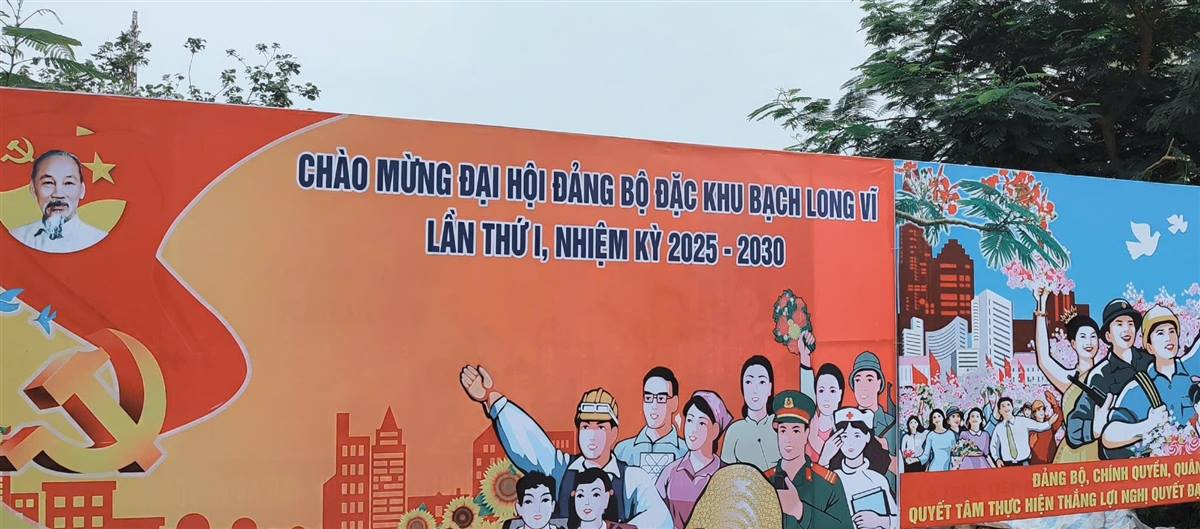 CHÀO MỪNG ĐẠI HỘI ĐẢNG BỘ ĐẶC KHU BẠCH LONG VĨ
LẦN THỨ I, NHIỆM KỲ 2025 - 2030
ĐẢNG BỘ, CHÍNH QUYỀN, QUÂN
QUYẾT TÂM THỰC HIỆN THẮNG LỢI NGHỊ QUYẾT ĐẠ